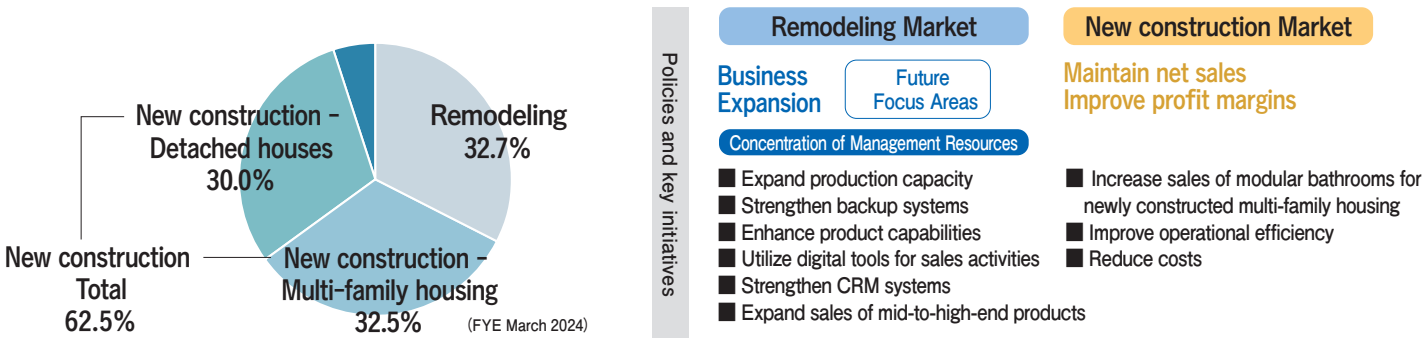 New construction -
Detached houses
30.0%
Remodeling
32.7%
New construction
Total
62.5%
New construction -
Multi-family housing
32.5%
(FYE March 2024)
Policies and key initiatives
Remodeling Market
Business
Expansion
Future
Focus Areas
Concentration of Management Resources
■ Expand production capacity
■ Strengthen backup systems
■ Enhance product capabilities
■ Utilize digital tools for sales activities
■ Strengthen CRM systems
■ Expand sales of mid-to-high-end products
New construction Market
Maintain net sales
Improve profit margins
■ Increase sales of modular bathrooms for
newly constructed multi-family housing
■ Improve operational efficiency
■ Reduce costs